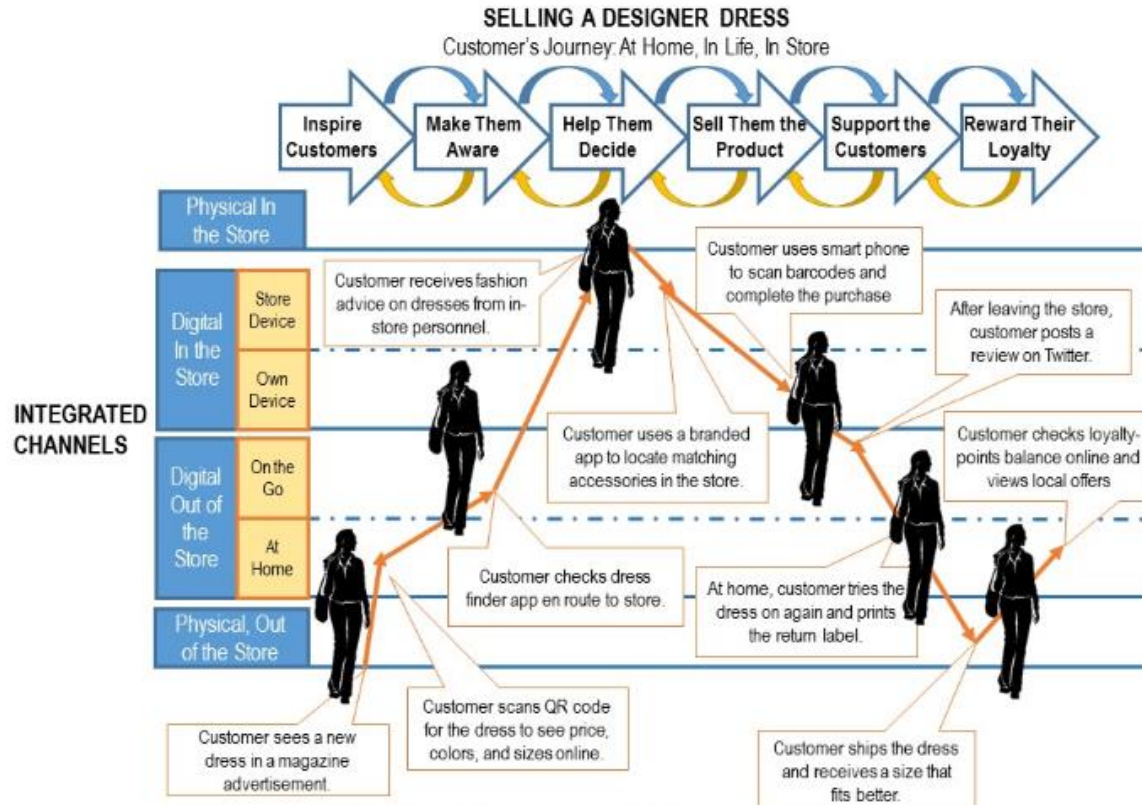 SELLING A DESIGNER DRESS
Customer's Journey: At Home, In Life, In Store
Inspire
Customers
Make Them
Aware
Help Them
Decide
Sell Them the
Product
Support the
Customers
Reward Their
Loyalty
INTEGRATED
CHANNELS
Physical In
the Store
Digital
In the
Store
Store
Device
Own
Device
Digital
Out of
the
Store
On the
Go
At
Home
Physical, Out
of the Store
Customer sees a new
dress in a magazine
advertisement.
Customer scans QR code
for the dress to see price,
colors, and sizes online.
Customer checks dress
finder app en route to store.
Customer receives fashion
advice on dresses from in-
store personnel.
Customer uses a branded
app to locate matching
accessories in the store.
Customer uses smart phone
to scan barcodes and
complete the purchase
After leaving the store,
customer posts a
review on Twitter.
At home, customer tries the
dress on again and prints
the return label.
Customer ships the dress
and receives a size that
fits better.
Customer checks loyalty-
points balance online and
views local offers